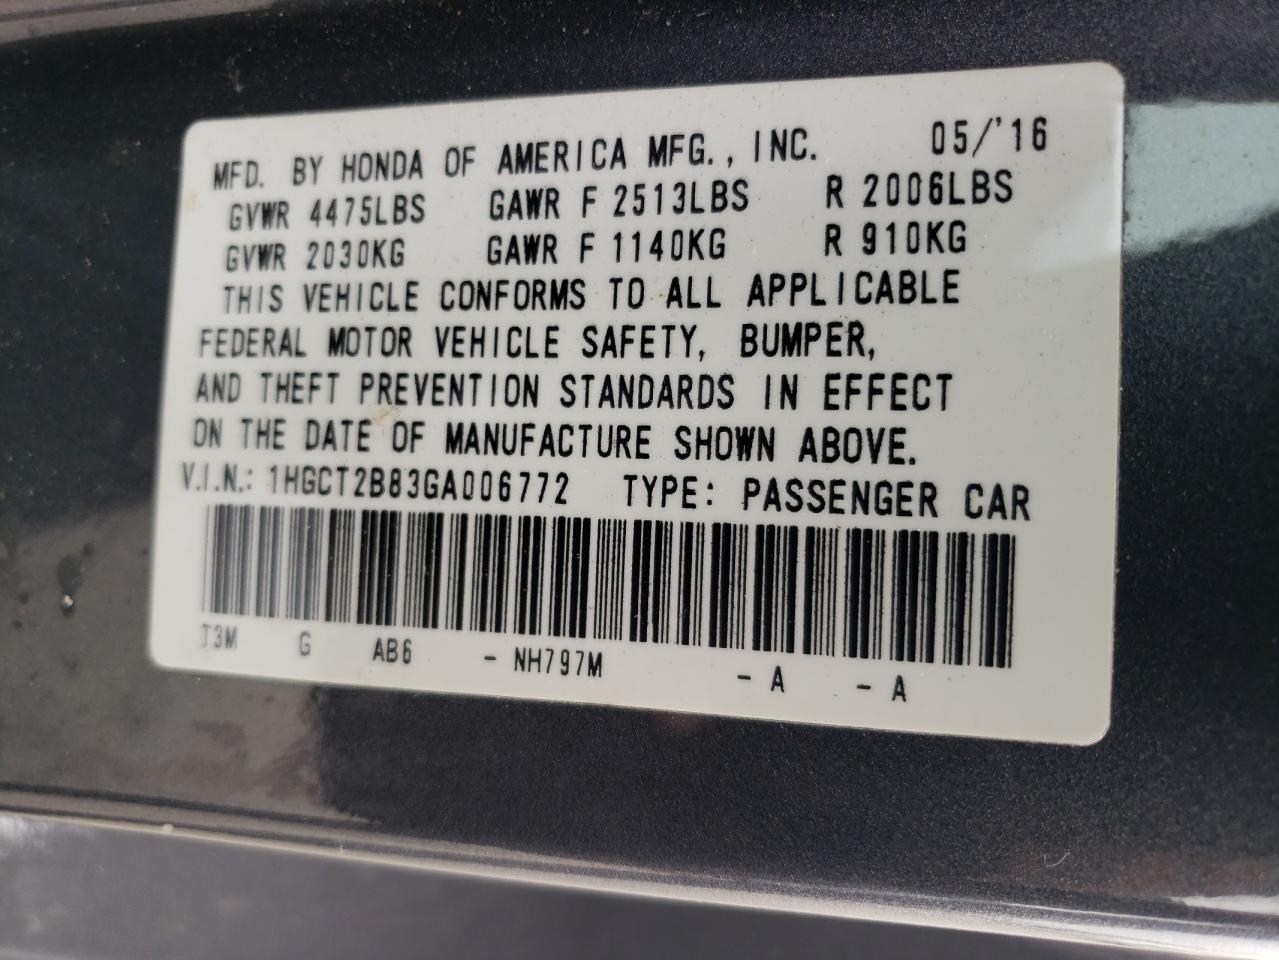 MFD. BY HONDA OF AMERICA MFG., INC. 05/'16
GVWR 4475LBS GAWR F 2513LBS R 2006LBS
GVWR 2030KG GAWR F 1140KG R 910KG
THIS VEHICLE CONFORMS TO ALL APPLICABLE
FEDERAL MOTOR VEHICLE SAFETY, BUMPER,
AND THEFT PREVENTION STANDARDS IN EFFECT
ON THE DATE OF MANUFACTURE SHOWN ABOVE.
V.I.N.: 1HGCT2B83GA006772 TYPE: PASSENGER CAR
T3M G AB6 - NH797M - A - A